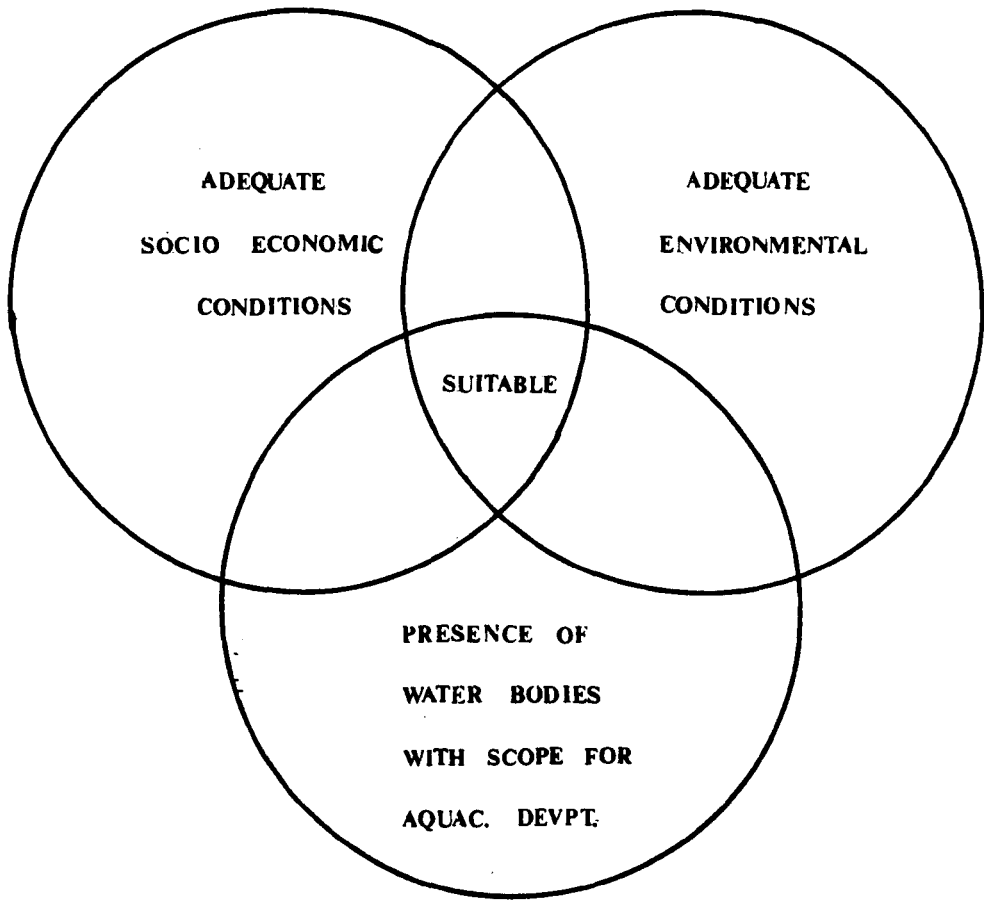 ADEQUATE
SOCIO ECONOMIC
CONDITIONS
ADEQUATE
ENVIRONMENTAL
CONDITIONS
SUITABLE
PRESENCE OF
WATER BODIES
WITH SCOPE FOR
AQUAC. DEVPT.